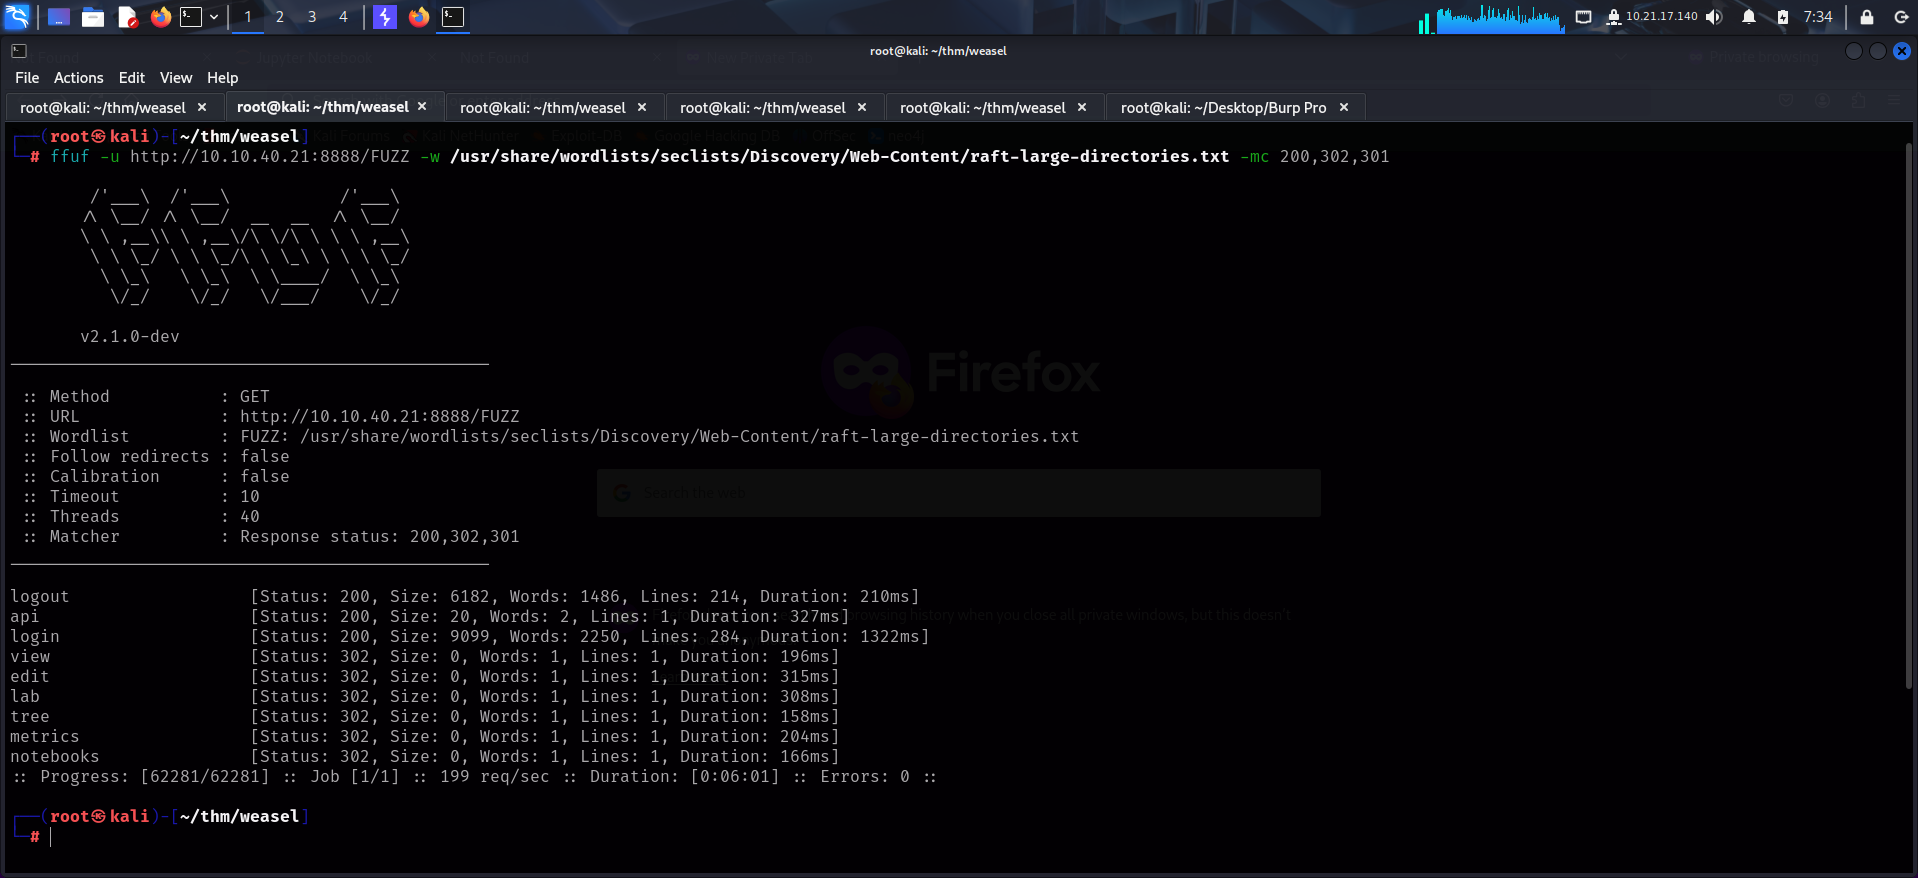 1 2 3 4 10.21.17.140 7:34
root@kali: ~/thm/weasel
File Actions Edit View Help
root@kali: ~/thm/weasel × root@kali: ~/thm/weasel × root@kali: ~/thm/weasel × root@kali: ~/thm/weasel × root@kali: ~/thm/weasel × root@kali: ~/Desktop/Burp Pro ×
┌──(root㉿kali)-[~/thm/weasel]
└─# ffuf -u http://10.10.40.21:8888/FUZZ -w /usr/share/wordlists/seclists/Discovery/Web-Content/raft-large-directories.txt -mc 200,302,301
v2.1.0-dev
:: Method : GET
:: URL : http://10.10.40.21:8888/FUZZ
:: Wordlist : FUZZ: /usr/share/wordlists/seclists/Discovery/Web-Content/raft-large-directories.txt
:: Follow redirects : false
:: Calibration : false
:: Timeout : 10
:: Threads : 40
:: Matcher : Response status: 200,302,301
Firefox
Search the web
logout [Status: 200, Size: 6182, Words: 1486, Lines: 214, Duration: 210ms]
api [Status: 200, Size: 20, Words: 2, Lines: 1, Duration: 327ms]
login [Status: 200, Size: 9099, Words: 2250, Lines: 284, Duration: 1322ms]
view [Status: 302, Size: 0, Words: 1, Lines: 1, Duration: 196ms]
edit [Status: 302, Size: 0, Words: 1, Lines: 1, Duration: 315ms]
lab [Status: 302, Size: 0, Words: 1, Lines: 1, Duration: 308ms]
tree [Status: 302, Size: 0, Words: 1, Lines: 1, Duration: 158ms]
metrics [Status: 302, Size: 0, Words: 1, Lines: 1, Duration: 204ms]
notebooks [Status: 302, Size: 0, Words: 1, Lines: 1, Duration: 166ms]
:: Progress: [62281/62281] :: Job [1/1] :: 199 req/sec :: Duration: [0:06:01] :: Errors: 0 ::
┌──(root㉿kali)-[~/thm/weasel]
└─#